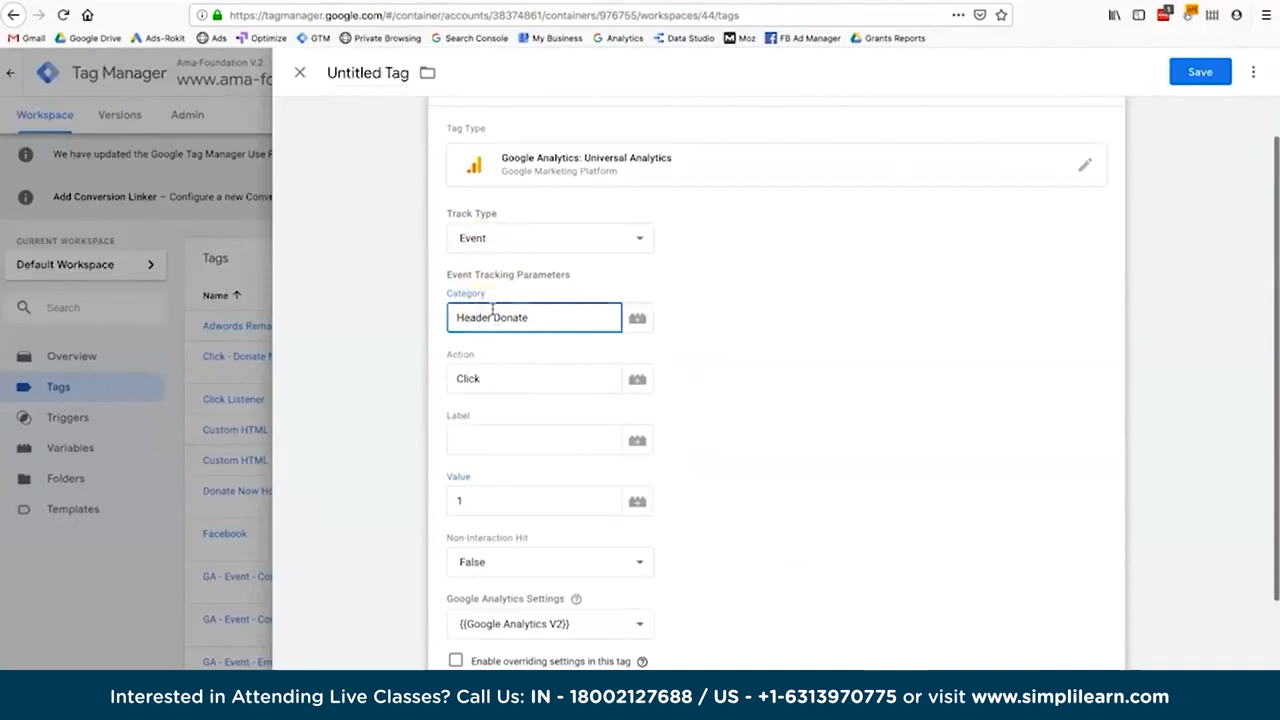 https://tagmanager.google.com/#/container/accounts/38374861/containers/976755/workspaces/44/tags
Gmail Google Drive Ads-Rokit Ads Optimize GTM Private Browsing Search Console My Business Analytics Data Studio Moz FB Ad Manager Grants Reports
Tag Manager
Ama-Foundation V.2
www.ama-fo
Untitled Tag
Save
Workspace Versions Admin
We have updated the Google Tag Manager Use P
Add Conversion Linker – Configure a new Conve
CURRENT WORKSPACE
Default Workspace
Search
Overview
Tags
Triggers
Variables
Folders
Templates
Tags
Name
Adwords Rema
Click - Donate N
Click Listener
Custom HTML
Custom HTML
Donate Now Ho
Facebook
GA - Event - Co
GA - Event - Co
GA - Event - Em
Tag Type
Google Analytics: Universal Analytics
Google Marketing Platform
Track Type
Event
Event Tracking Parameters
Category
Header Donate
Action
Click
Label
Value
1
Non-Interaction Hit
False
Google Analytics Settings
{{Google Analytics V2}}
Enable overriding settings in this tag
Interested in Attending Live Classes? Call Us: IN - 18002127688 / US - +1-6313970775 or visit www.simplilearn.com